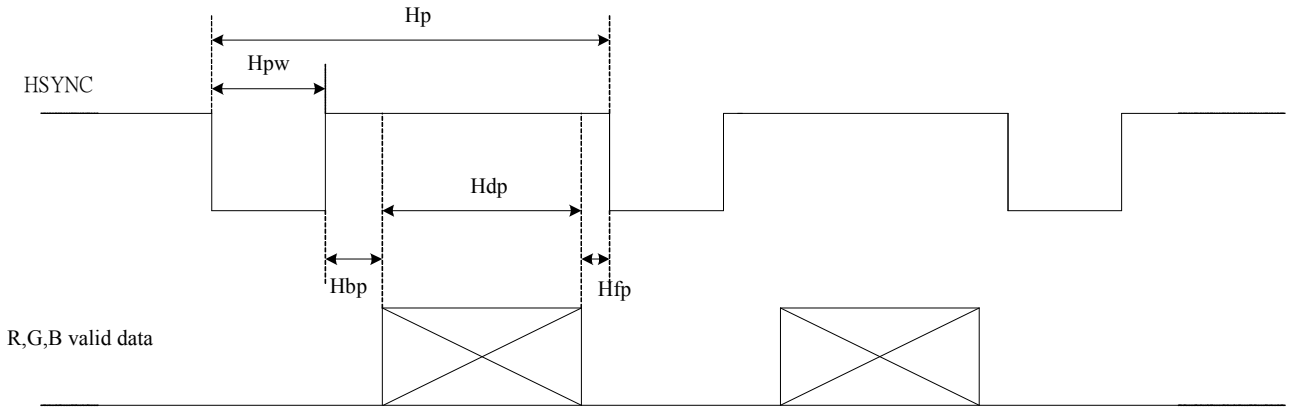 Hp
Hpw
HSYNC
Hdp
Hbp
Hfp
R,G,B valid data